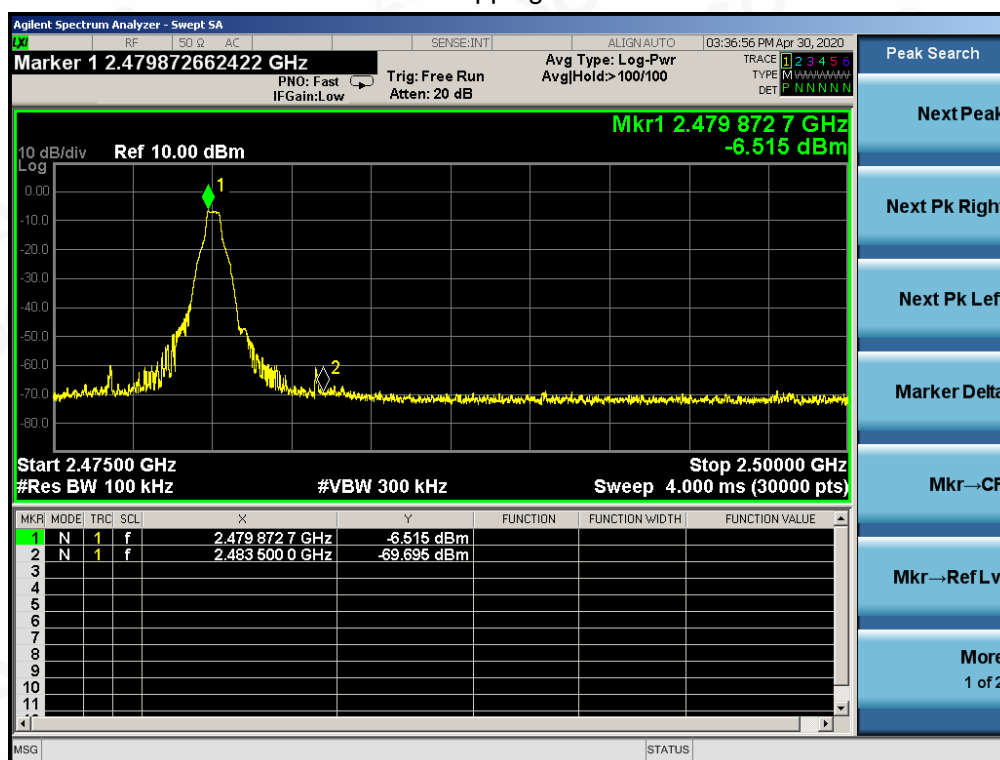 pping
Agilent Spectrum Analyzer - Swept SA
LXI RF 50 Ω AC SENSE:INT ALIGN AUTO 03:36:56 PM Apr 30, 2020
Marker 1 2.479872662422 GHz
PNO: Fast
IFGain:Low
Trig: Free Run
Atten: 20 dB
Avg Type: Log-Pwr
Avg|Hold:>100/100
TRACE 1 2 3 4 5 6
TYPE M
DET P N N N N N
Peak Search
Mkr1 2.479 872 7 GHz
-6.515 dBm
10 dB/div Ref 10.00 dBm
Log
1
0.00
-10.0
-20.0
-30.0
-40.0
-50.0
-60.0
2
-70.0
-80.0
Start 2.47500 GHz Stop 2.50000 GHz
#Res BW 100 kHz #VBW 300 kHz Sweep 4.000 ms (30000 pts)
MKR MODE TRC SCL X Y FUNCTION FUNCTION WIDTH FUNCTION VALUE
1 N 1 f 2.479 872 7 GHz -6.515 dBm
2 N 1 f 2.483 500 0 GHz -69.695 dBm
3
4
5
6
7
8
9
10
11
MSG STATUS
Next Peak
Next Pk Right
Next Pk Left
Marker Delta
Mkr→CF
Mkr→Ref Lv
More
1 of 2